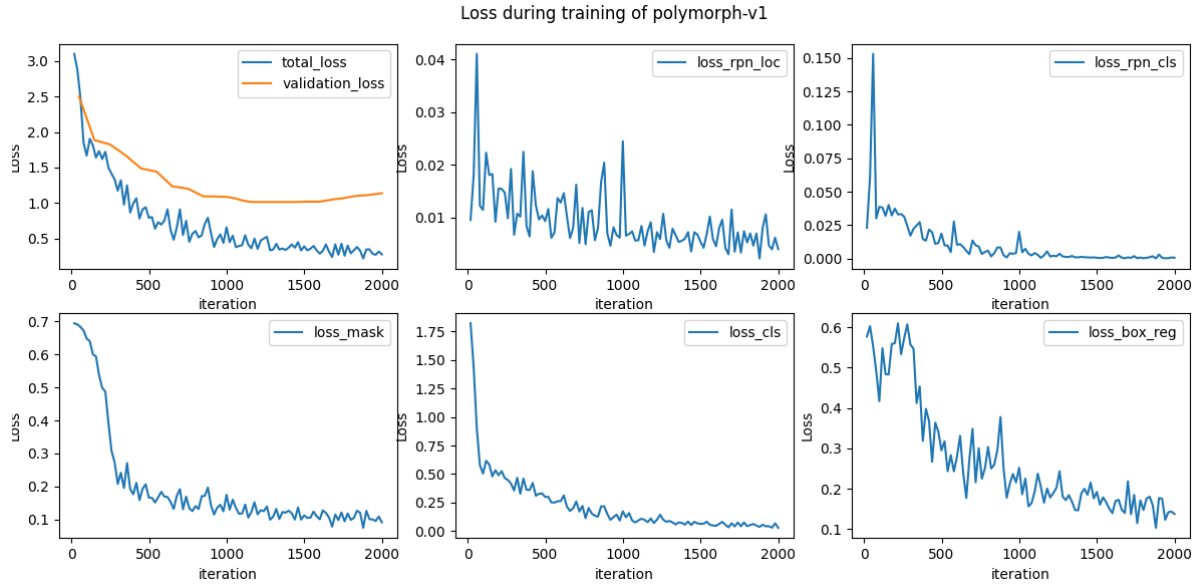 Loss during training of polymorph-v1
total_loss
validation_loss
3.0
2.5
2.0
1.5
1.0
0.5
Loss
0 500 1000 1500 2000
iteration
loss_rpn_loc
0.04
0.03
0.02
0.01
Loss
0 500 1000 1500 2000
iteration
loss_rpn_cls
0.150
0.125
0.100
0.075
0.050
0.025
0.000
Loss
0 500 1000 1500 2000
iteration
loss_mask
0.7
0.6
0.5
0.4
0.3
0.2
0.1
Loss
0 500 1000 1500 2000
iteration
loss_cls
1.75
1.50
1.25
1.00
0.75
0.50
0.25
0.00
Loss
0 500 1000 1500 2000
iteration
loss_box_reg
0.6
0.5
0.4
0.3
0.2
0.1
Loss
0 500 1000 1500 2000
iteration